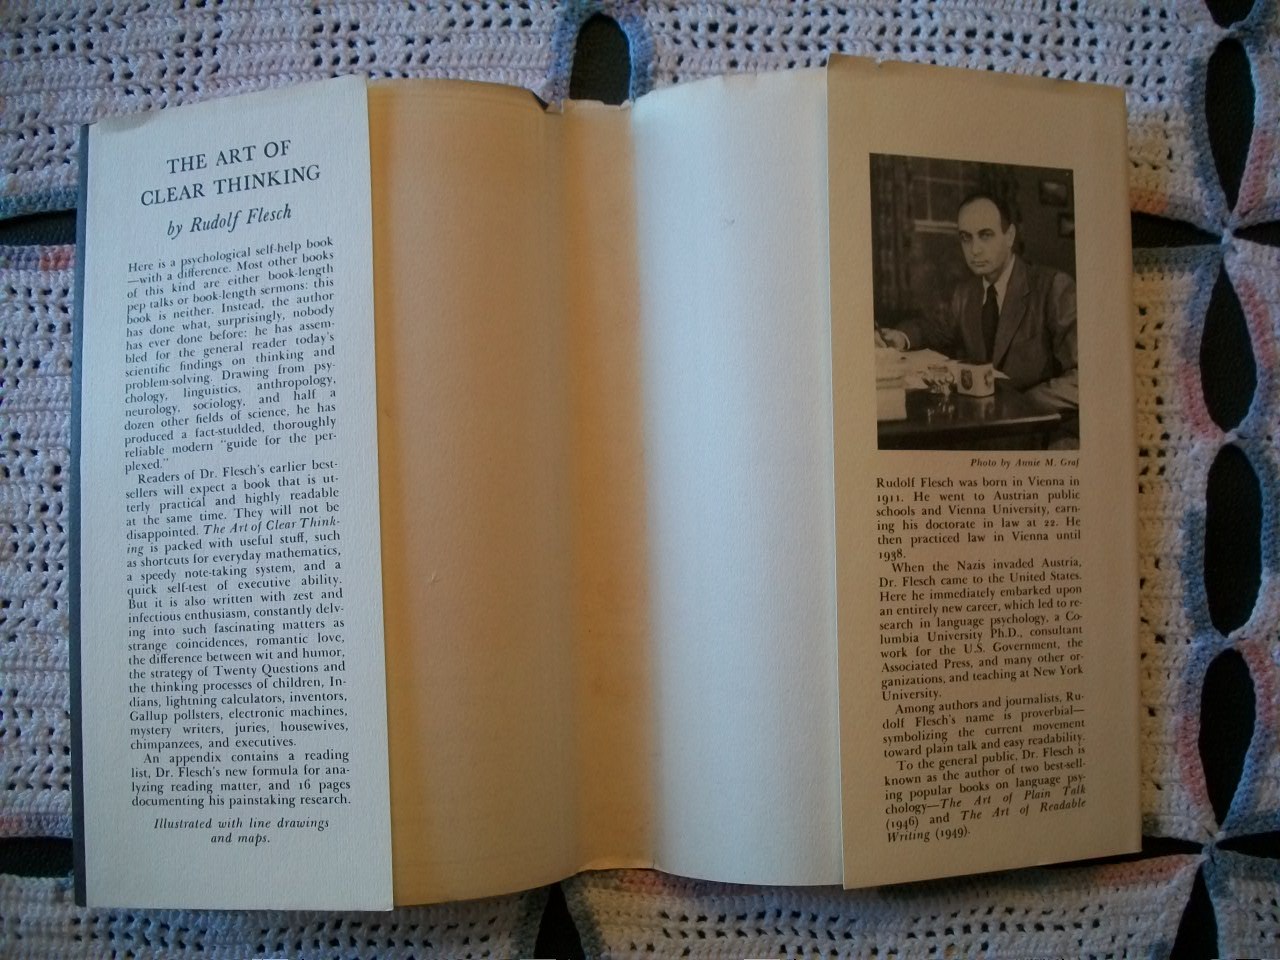 THE ART OF
CLEAR THINKING
by Rudolf Flesch
Here is a psychological self-help book
—with a difference. Most other books
of this kind are either book-length
pep talks or book-length sermons: this
book is neither. Instead, the author
has done what, surprisingly, nobody
has ever done before: he has assem-
bled for the general reader today's
scientific findings on thinking and
problem-solving. Drawing from psy-
chology, linguistics, anthropology,
neurology, sociology, and half a
dozen other fields of science, he has
produced a fact-studded, thoroughly
reliable modern "guide for the per-
plexed."
Readers of Dr. Flesch's earlier best-
sellers will expect a book that is ut-
terly practical and highly readable
at the same time. They will not be
disappointed. The Art of Clear Think-
ing is packed with useful stuff, such
as shortcuts for everyday mathematics,
a speedy note-taking system, and a
quick self-test of executive ability.
But it is also written with zest and
infectious enthusiasm, constantly delv-
ing into such fascinating matters as
strange coincidences, romantic love,
the difference between wit and humor,
the strategy of Twenty Questions and
the thinking processes of children, In-
dians, lightning calculators, inventors,
Gallup pollsters, electronic machines,
mystery writers, juries, housewives,
chimpanzees, and executives.
An appendix contains a reading
list, Dr. Flesch's new formula for ana-
lyzing reading matter, and 16 pages
documenting his painstaking research.
Illustrated with line drawings
and maps.
Photo by Annie M. Graf
Rudolf Flesch was born in Vienna in
1911. He went to Austrian public
schools and Vienna University, earn-
ing his doctorate in law at 22. He
then practiced law in Vienna until
1938.
When the Nazis invaded Austria,
Dr. Flesch came to the United States.
Here he immediately embarked upon
an entirely new career, which led to re-
search in language psychology, a Co-
lumbia University Ph.D., consultant
work for the U.S. Government, the
Associated Press, and many other or-
ganizations, and teaching at New York
University.
Among authors and journalists, Ru-
dolf Flesch's name is proverbial—
symbolizing the current movement
toward plain talk and easy readability.
To the general public, Dr. Flesch is
known as the author of two best-sell-
ing popular books on language psy-
chology—The Art of Plain Talk
(1946) and The Art of Readable
Writing (1949).